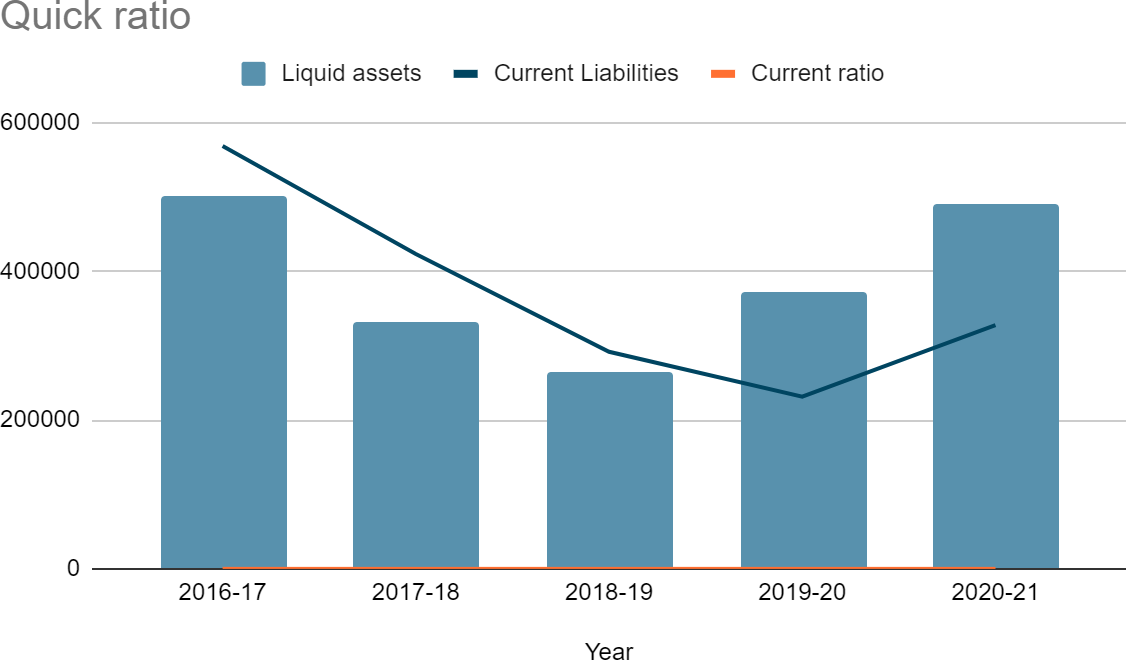 Quick ratio
Liquid assets Current Liabilities Current ratio
600000
400000
200000
0
2016-17 2017-18 2018-19 2019-20 2020-21
Year